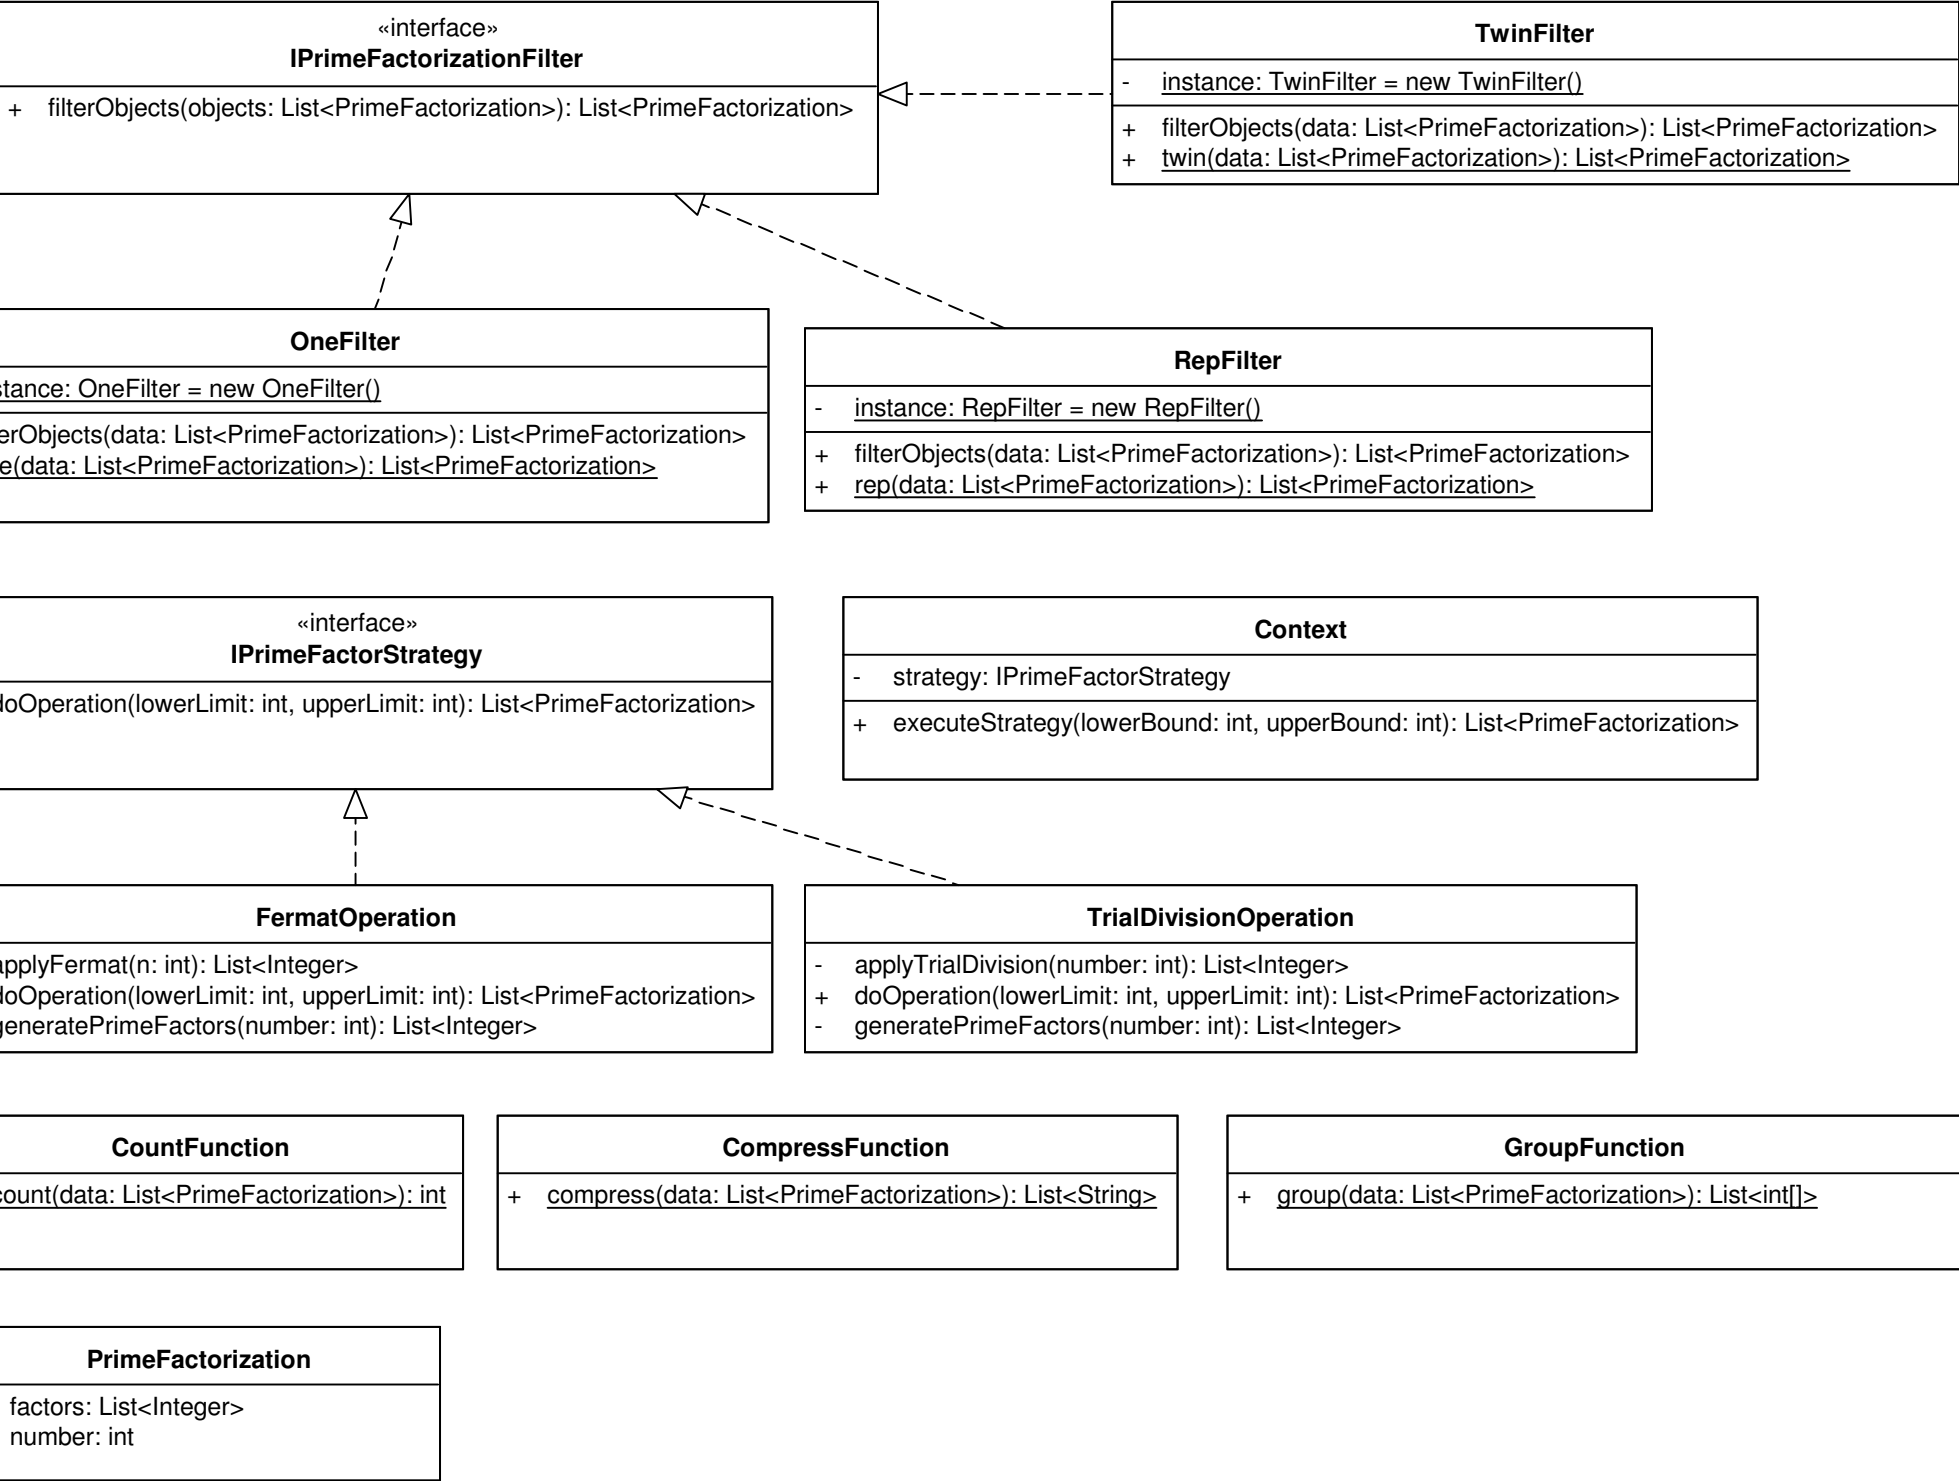 «interface»
IPrimeFactorizationFilter
+ filterObjects(objects: List<PrimeFactorization>): List<PrimeFactorization>
TwinFilter
- instance: TwinFilter = new TwinFilter()
+ filterObjects(data: List<PrimeFactorization>): List<PrimeFactorization>
+ twin(data: List<PrimeFactorization>): List<PrimeFactorization>
OneFilter
stance: OneFilter = new OneFilter()
erObjects(data: List<PrimeFactorization>): List<PrimeFactorization>
e(data: List<PrimeFactorization>): List<PrimeFactorization>
RepFilter
- instance: RepFilter = new RepFilter()
+ filterObjects(data: List<PrimeFactorization>): List<PrimeFactorization>
+ rep(data: List<PrimeFactorization>): List<PrimeFactorization>
«interface»
IPrimeFactorStrategy
doOperation(lowerLimit: int, upperLimit: int): List<PrimeFactorization>
Context
- strategy: IPrimeFactorStrategy
+ executeStrategy(lowerBound: int, upperBound: int): List<PrimeFactorization>
FermatOperation
applyFermat(n: int): List<Integer>
doOperation(lowerLimit: int, upperLimit: int): List<PrimeFactorization>
generatePrimeFactors(number: int): List<Integer>
TrialDivisionOperation
- applyTrialDivision(number: int): List<Integer>
+ doOperation(lowerLimit: int, upperLimit: int): List<PrimeFactorization>
- generatePrimeFactors(number: int): List<Integer>
CountFunction
count(data: List<PrimeFactorization>): int
CompressFunction
+ compress(data: List<PrimeFactorization>): List<String>
GroupFunction
+ group(data: List<PrimeFactorization>): List<int[]>
PrimeFactorization
factors: List<Integer>
number: int